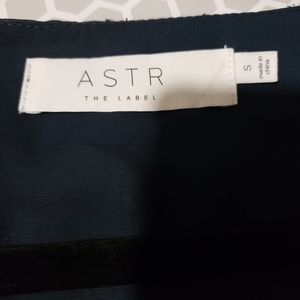 ASTR
THE LABEL
S
made in
china